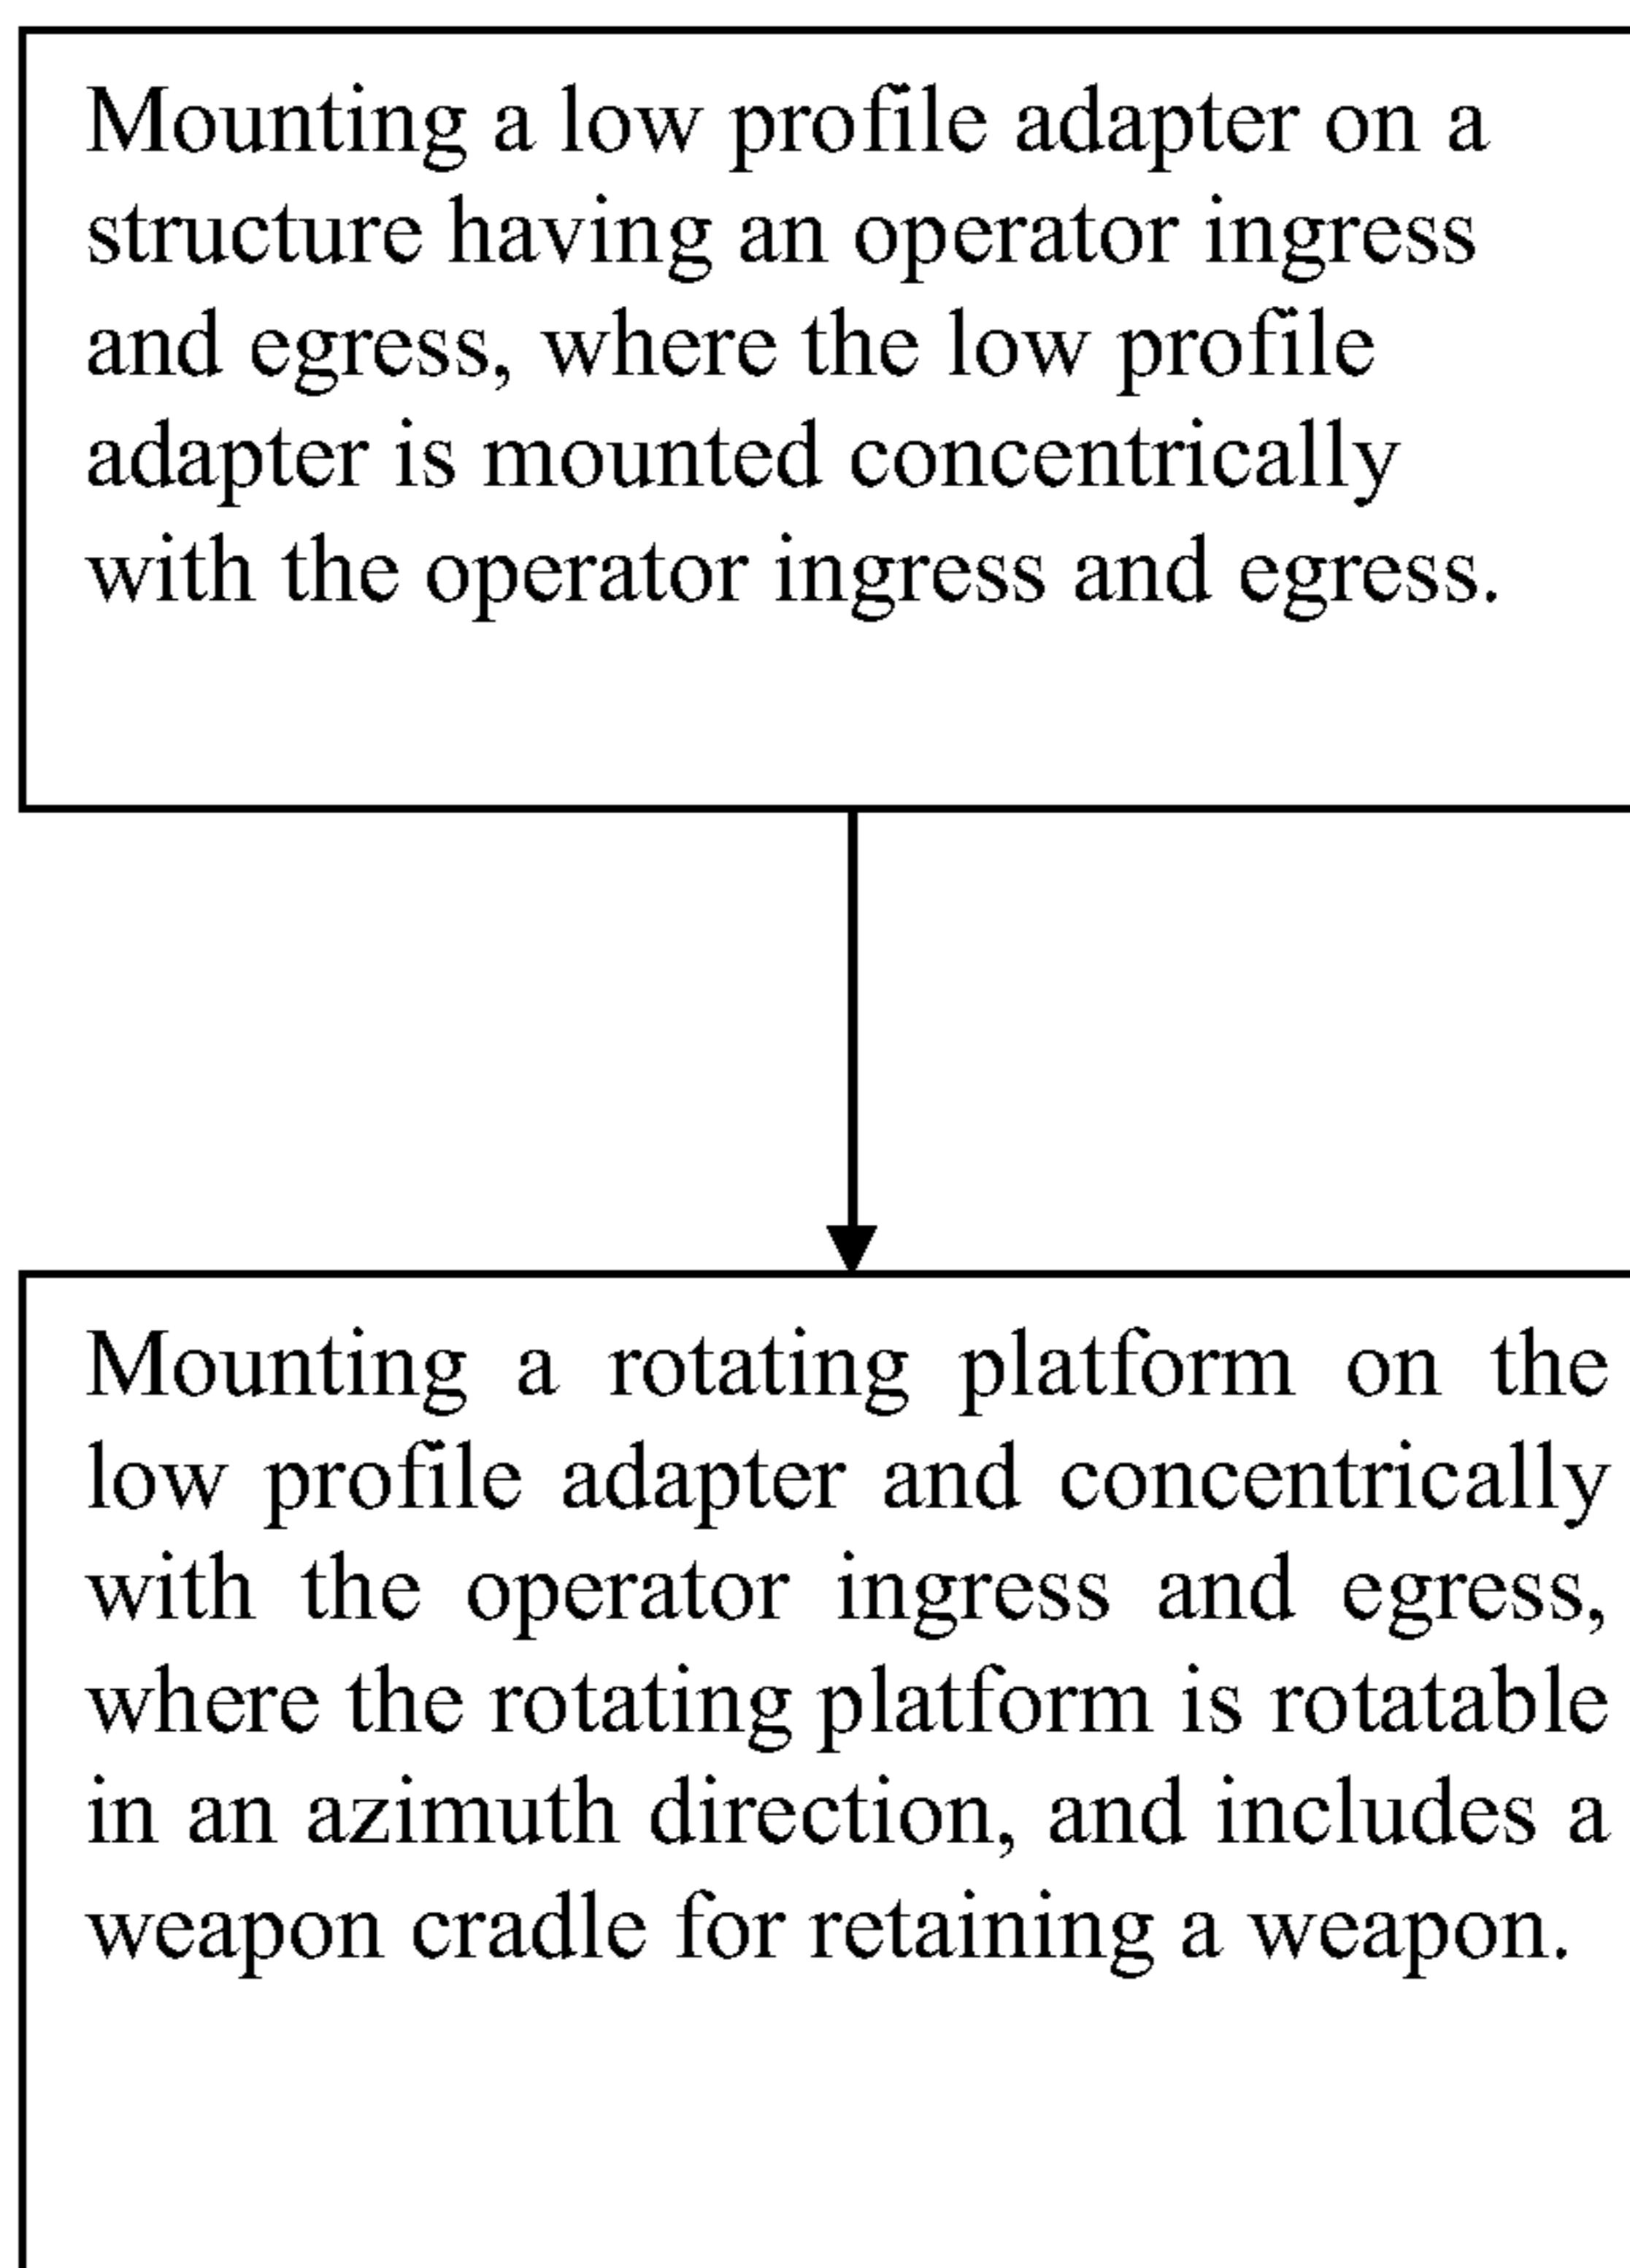 Mounting a low profile adapter on a
structure having an operator ingress
and egress, where the low profile
adapter is mounted concentrically
with the operator ingress and egress.
Mounting a rotating platform on the
low profile adapter and concentrically
with the operator ingress and egress,
where the rotating platform is rotatable
in an azimuth direction, and includes a
weapon cradle for retaining a weapon.